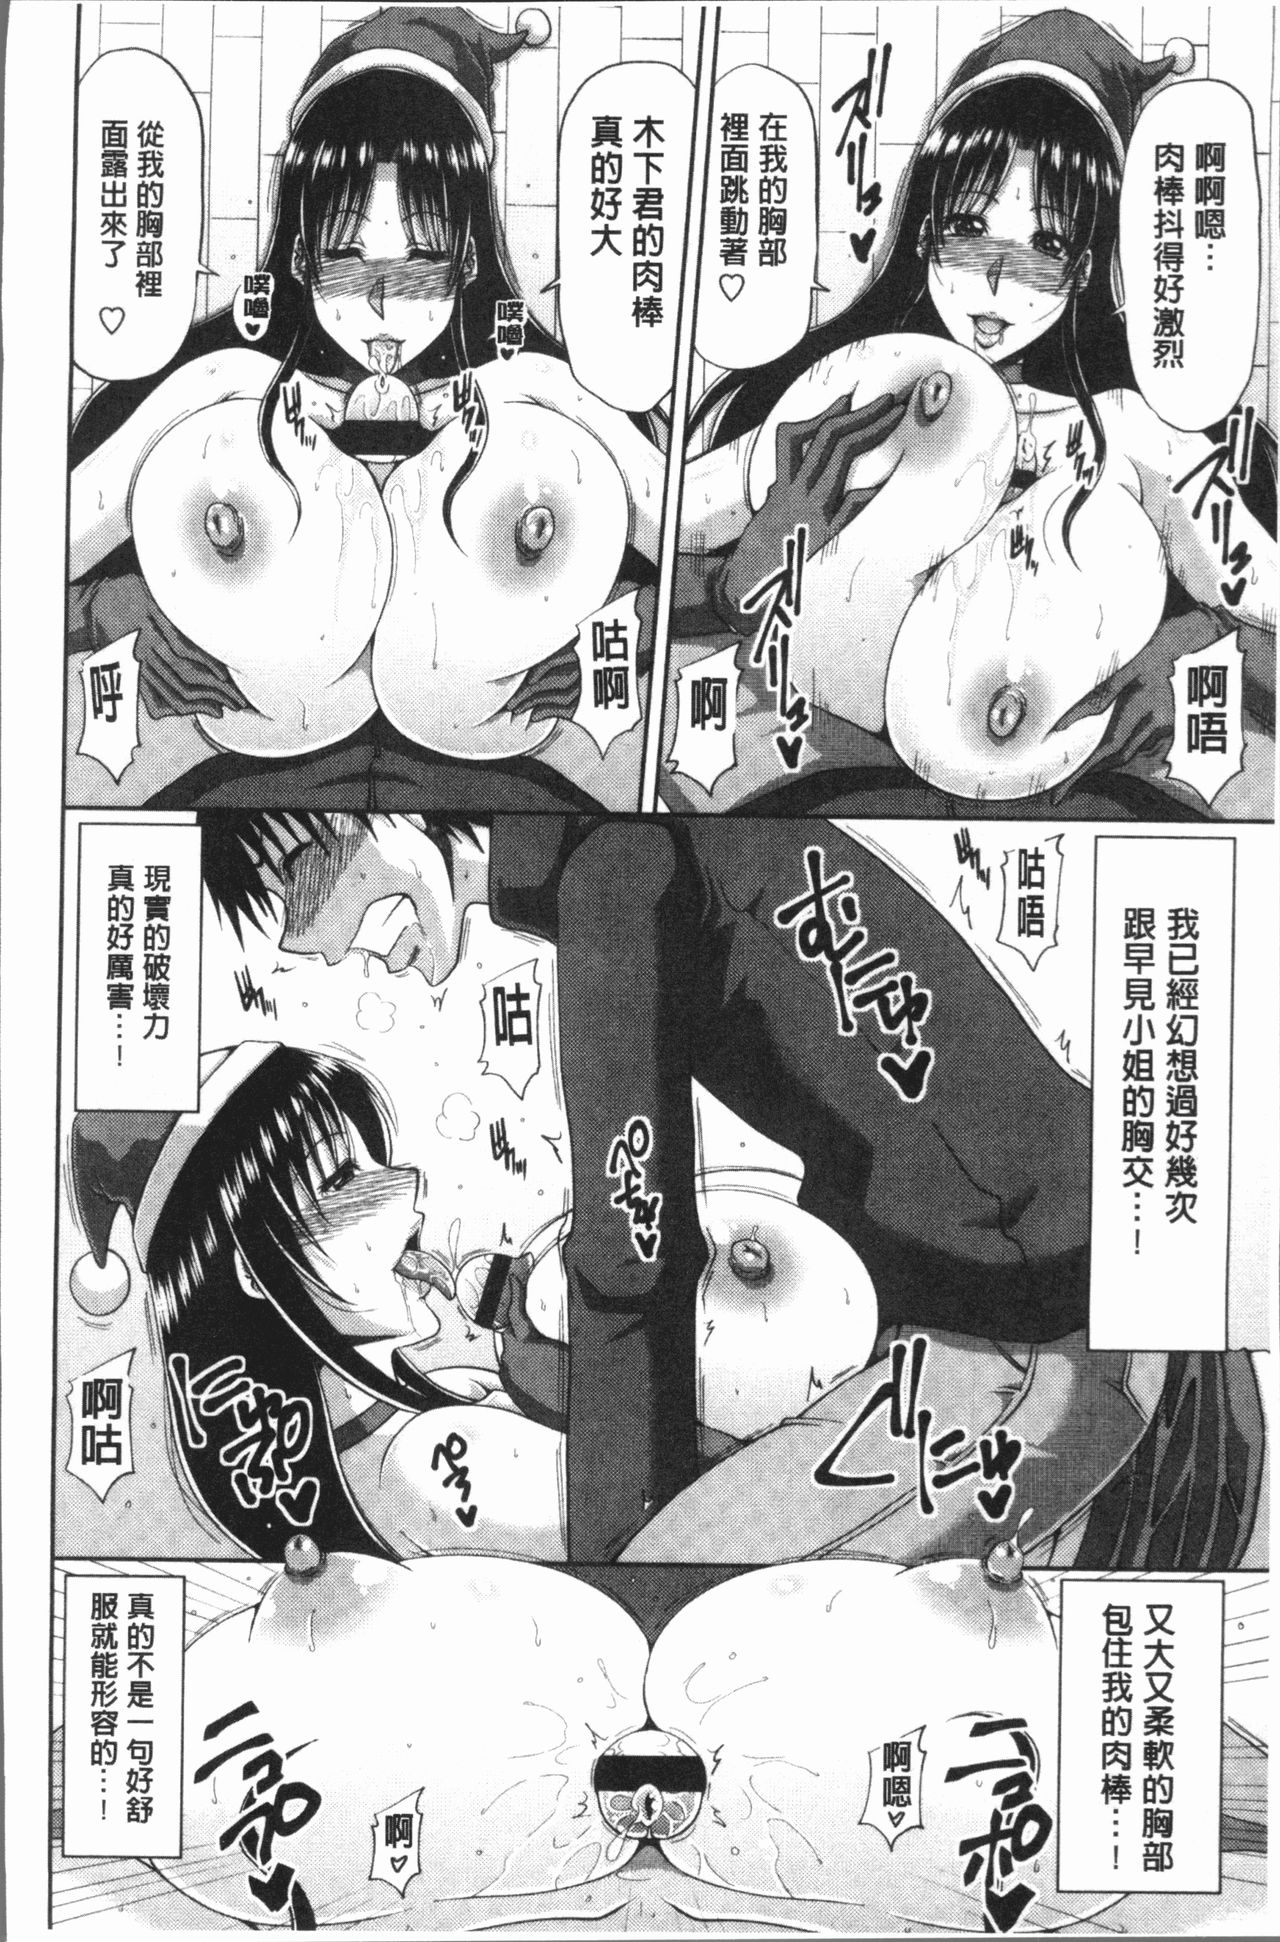 啊啊嗯…
肉棒抖得好激烈
在我的胸部
裡面跳動著♡
啊唔
啊
木下君的肉棒
真的好大
從我的胸部裡
面露出來了♡
噗嚕♥
噗嚕♥
咕啊
呼
我已經幻想過好幾次
跟早見小姐的胸交…!
咕唔
咕
現實的破壞力
真的好厲害…!
啊咕
又大又柔軟的胸部
包住我的肉棒…!
啊嗯♡
啊♡
真的不是一句好舒
服就能形容的…!